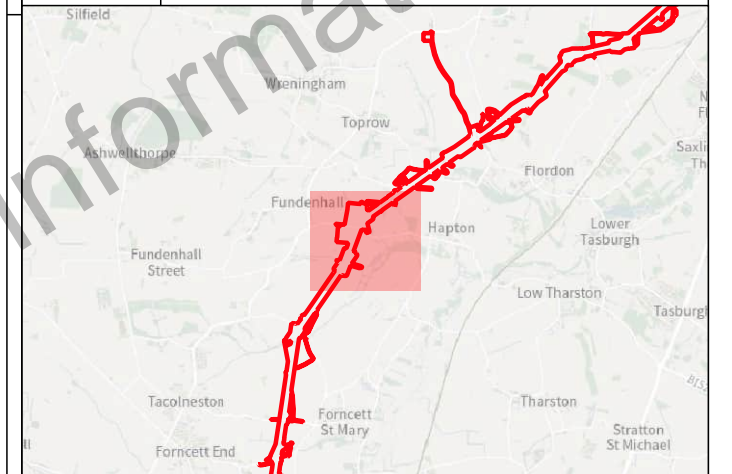 Silfield
Wreningham
Informat
Toprow
Ashwellthorpe
Flordon
Fundenhall
Hapton
Lower
Tasburgh
Fundenhall
Street
Low Tharston
Tacolneston
Forncett
St Mary
Tharston
Forncett End
Stratton
St Michael